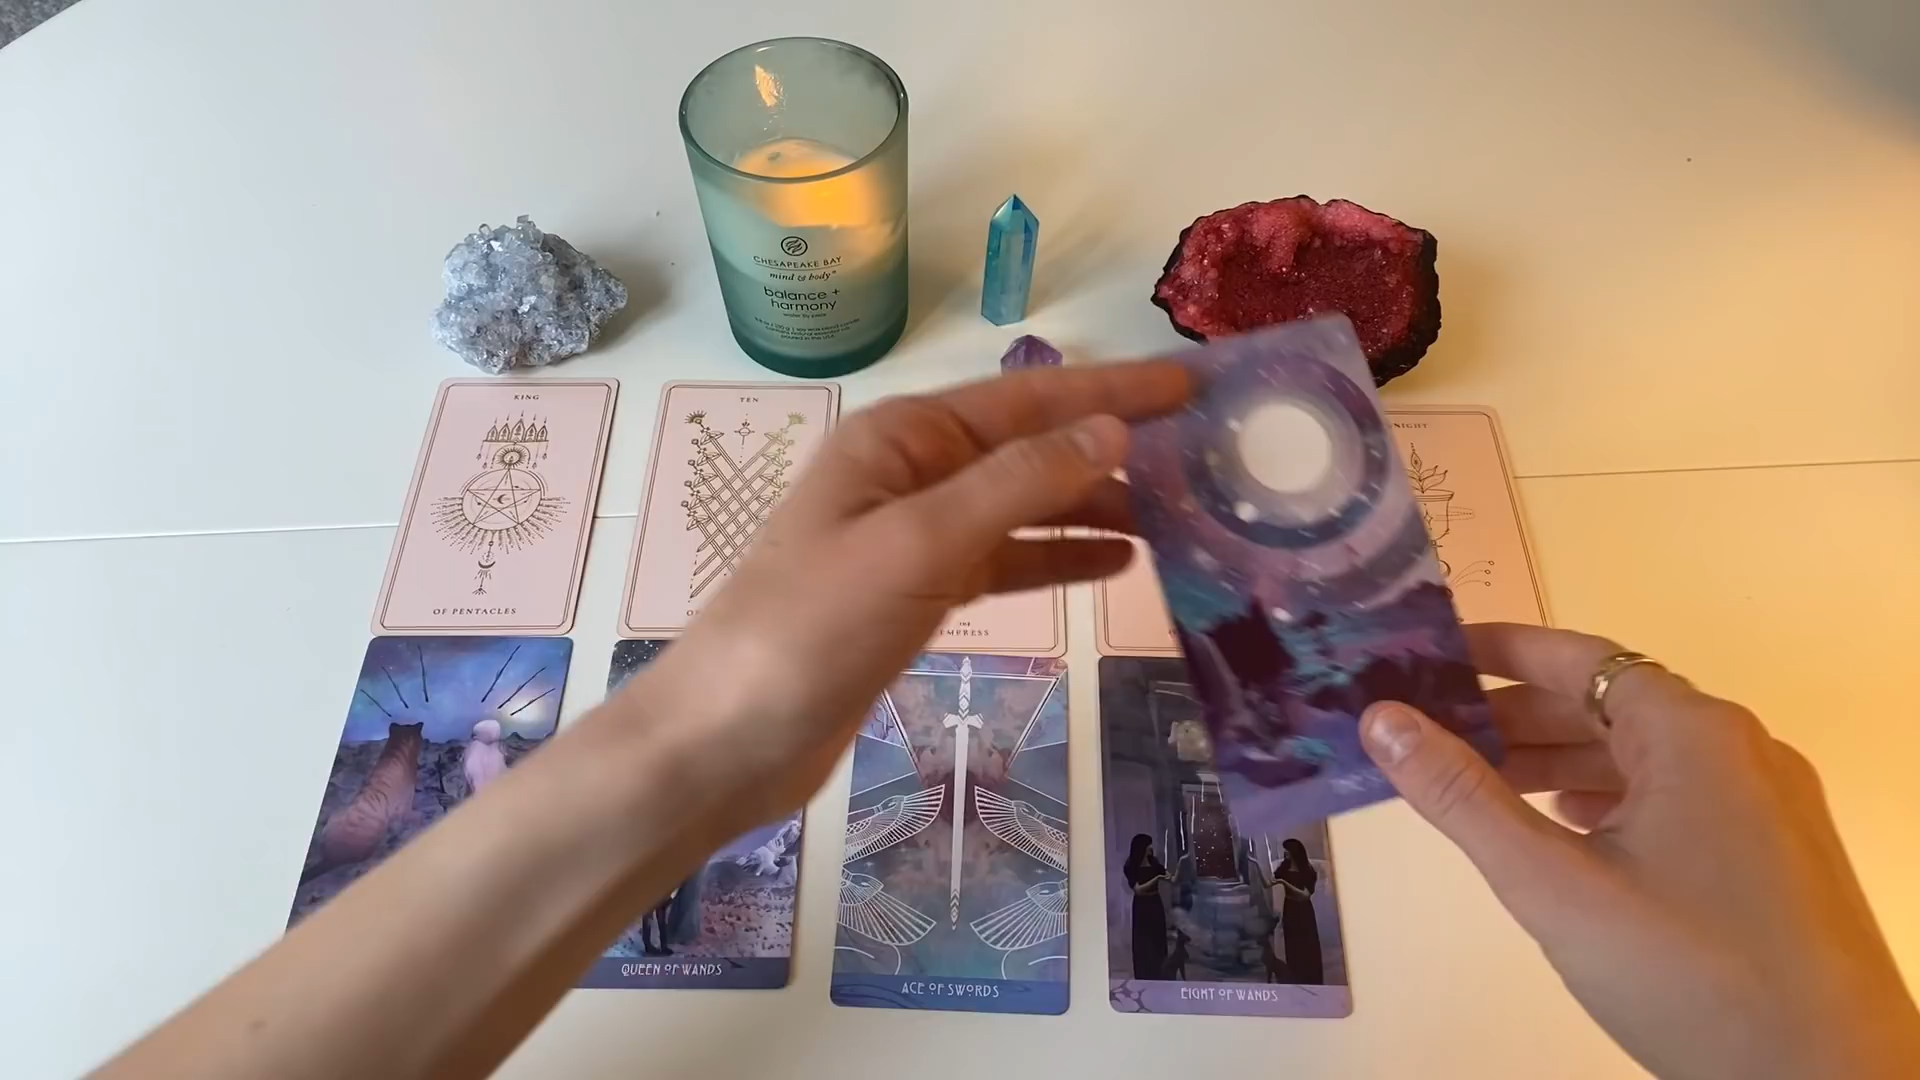 CHESAPEAKE BAY
mind & body®
balance +
harmony
KING
OF PENTACLES
TEN
THE
EMPRESS
QUEEN OF WANDS
ACE OF SWORDS
EIGHT OF WANDS